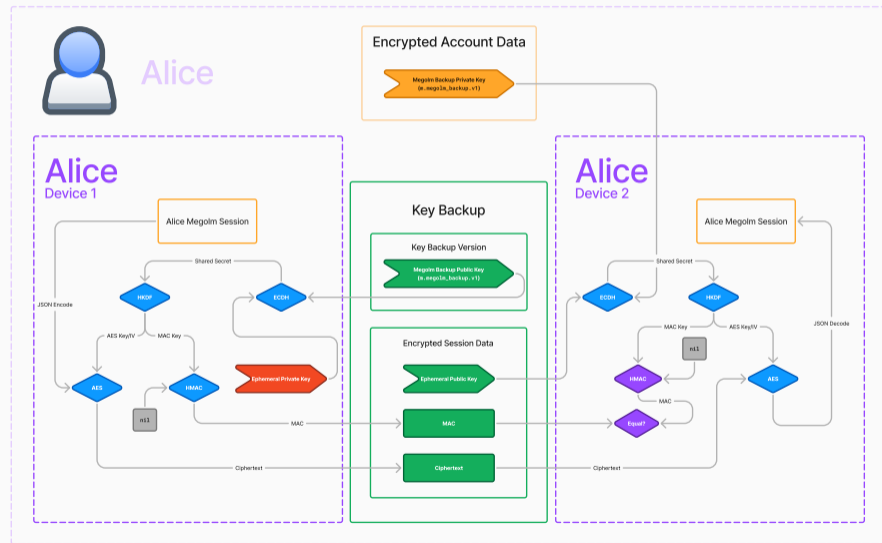 Alice
Encrypted Account Data
Megolm Backup Private Key
(m.megolm_backup.v1)
Alice
Device 1
Alice Megolm Session
Shared Secret
HKDF
ECDH
JSON Encode
AES Key/IV
MAC Key
AES
HMAC
nil
Ephemeral Private Key
MAC
Ciphertext
Key Backup
Key Backup Version
Megolm Backup Public Key
(m.megolm_backup.v1)
Encrypted Session Data
Ephemeral Public Key
MAC
Ciphertext
Alice
Device 2
Alice Megolm Session
Shared Secret
ECDH
HKDF
MAC Key
AES Key/IV
JSON Decode
nil
HMAC
AES
MAC
Equal?
MAC
Ciphertext